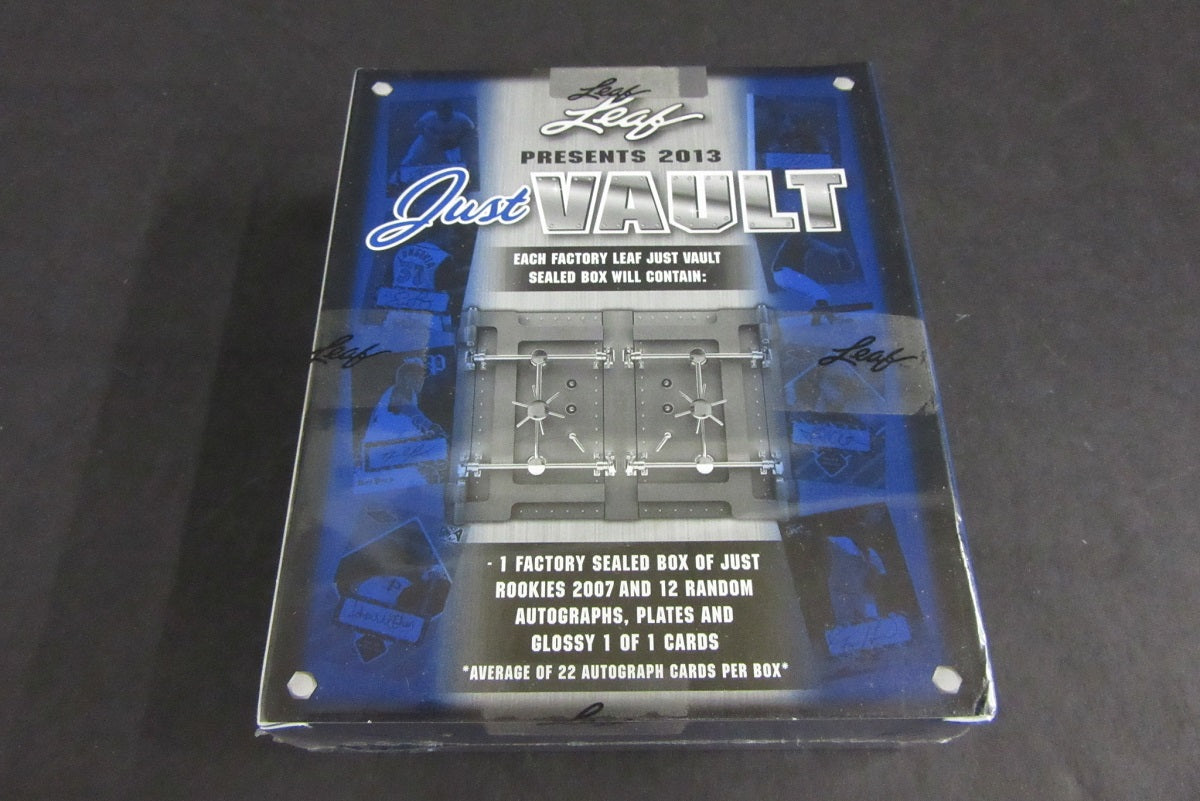 Leaf
Leaf
PRESENTS 2013
Just VAULT
EACH FACTORY LEAF JUST VAULT
SEALED BOX WILL CONTAIN:
Leaf
Leaf
- 1 FACTORY SEALED BOX OF JUST
ROOKIES 2007 AND 12 RANDOM
AUTOGRAPHS, PLATES AND
GLOSSY 1 OF 1 CARDS
*AVERAGE OF 22 AUTOGRAPH CARDS PER BOX*